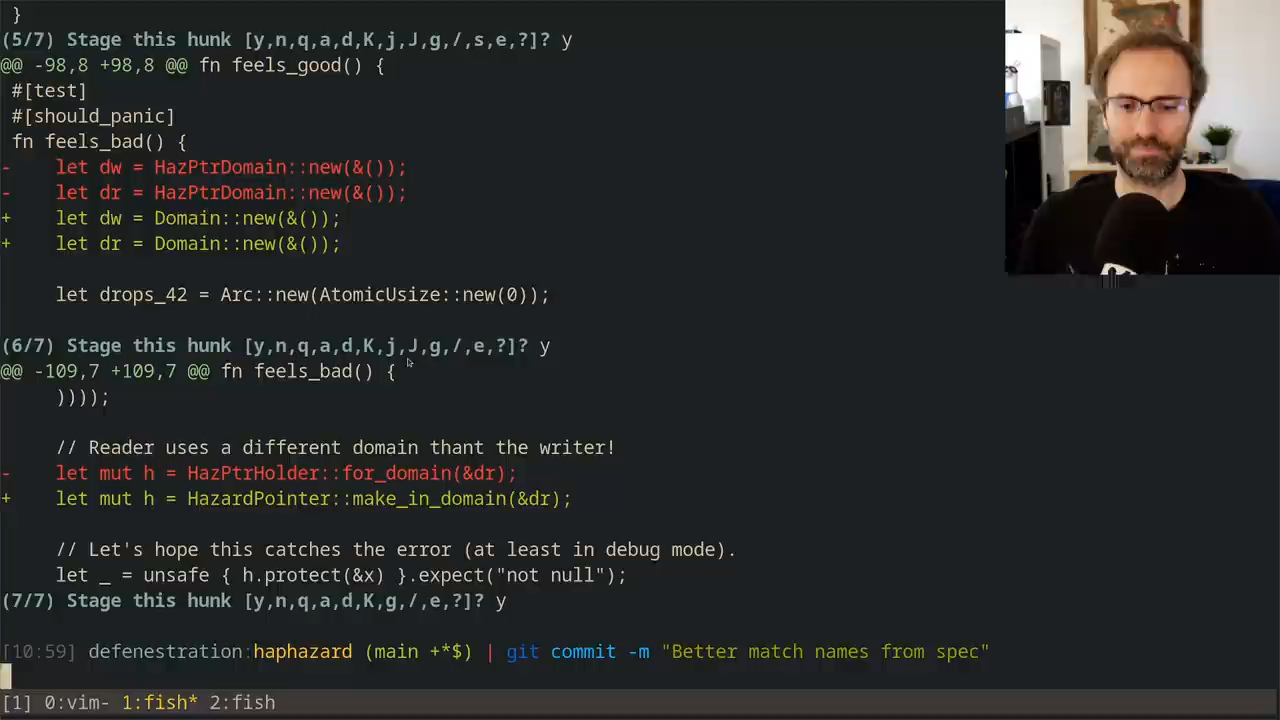 }
(5/7) Stage this hunk [y,n,q,a,d,K,j,J,g,/,s,e,?]? y
@@ -98,8 +98,8 @@ fn feels_good() {
#[test]
#[should_panic]
fn feels_bad() {
-    let dw = HazPtrDomain::new(&());
-    let dr = HazPtrDomain::new(&());
+    let dw = Domain::new(&());
+    let dr = Domain::new(&());
let drops_42 = Arc::new(AtomicUsize::new(0));
(6/7) Stage this hunk [y,n,q,a,d,K,j,J,g,/,e,?]? y
@@ -109,7 +109,7 @@ fn feels_bad() {
))));
// Reader uses a different domain thant the writer!
-    let mut h = HazPtrHolder::for_domain(&dr);
+    let mut h = HazardPointer::make_in_domain(&dr);
// Let's hope this catches the error (at least in debug mode).
let _ = unsafe { h.protect(&x) }.expect("not null");
(7/7) Stage this hunk [y,n,q,a,d,K,g,/,e,?]? y
[10:59] defenestration:haphazard (main +*$) | git commit -m "Better match names from spec"
[1] 0:vim- 1:fish* 2:fish